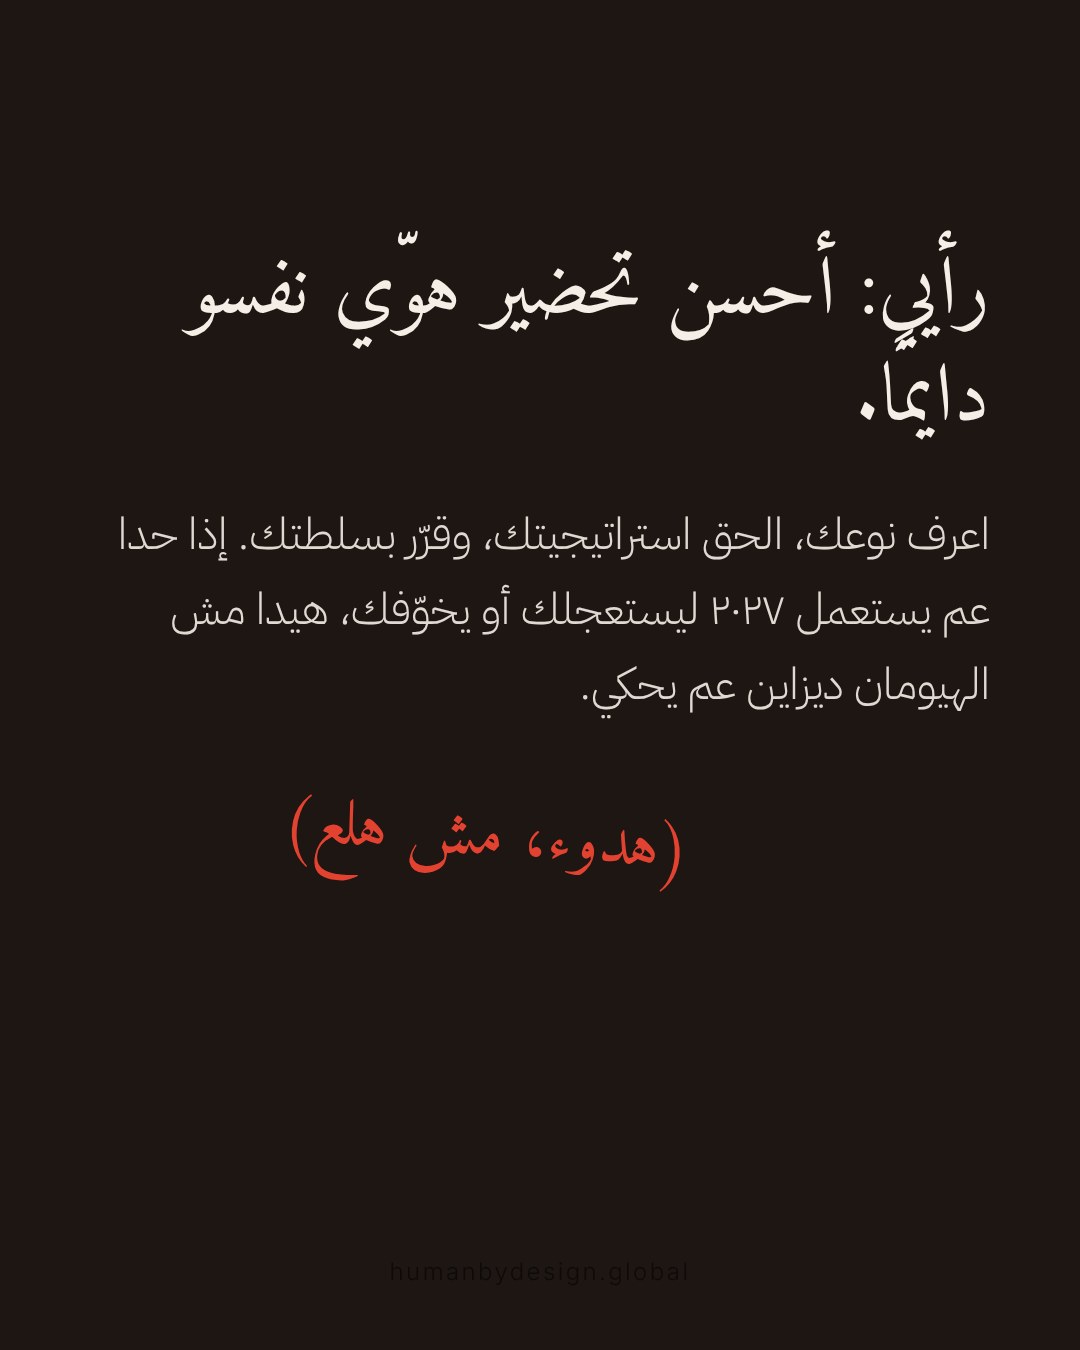 رأيي: أحسن تحضير هوّي نفسو
دايمًا.
اعرف نوعك، الحق استراتيجيتك، وقرّر بسلطتك. إذا حدا
عم يستعمل ٢٠٢٧ ليستعجلك أو يخوّفك، هيدا مش
الهيومان ديزاين عم يحكي.
(هدوء، مش هلع)
humanbydesign.global